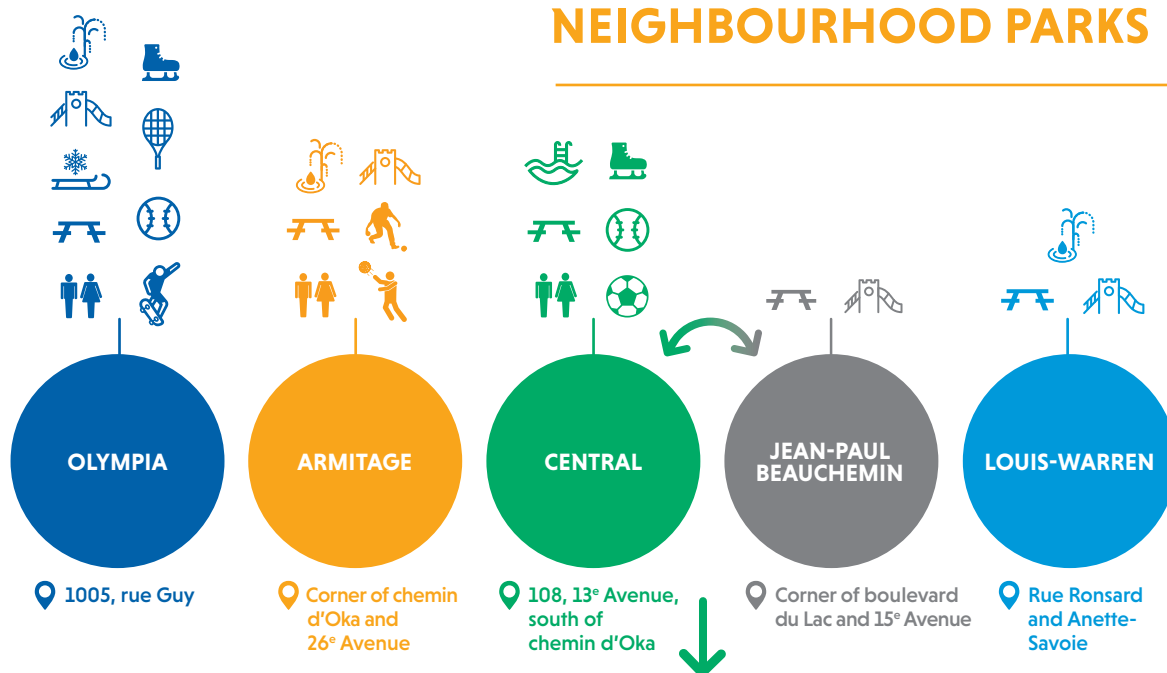 NEIGHBOURHOOD PARKS
OLYMPIA
ARMITAGE
CENTRAL
JEAN-PAUL
BEAUCHEMIN
LOUIS-WARREN
1005, rue Guy
Corner of chemin
d'Oka and
26e Avenue
108, 13e Avenue,
south of
chemin d'Oka
Corner of boulevard
du Lac and 15e Avenue
Rue Ronsard
and Anette-
Savoie